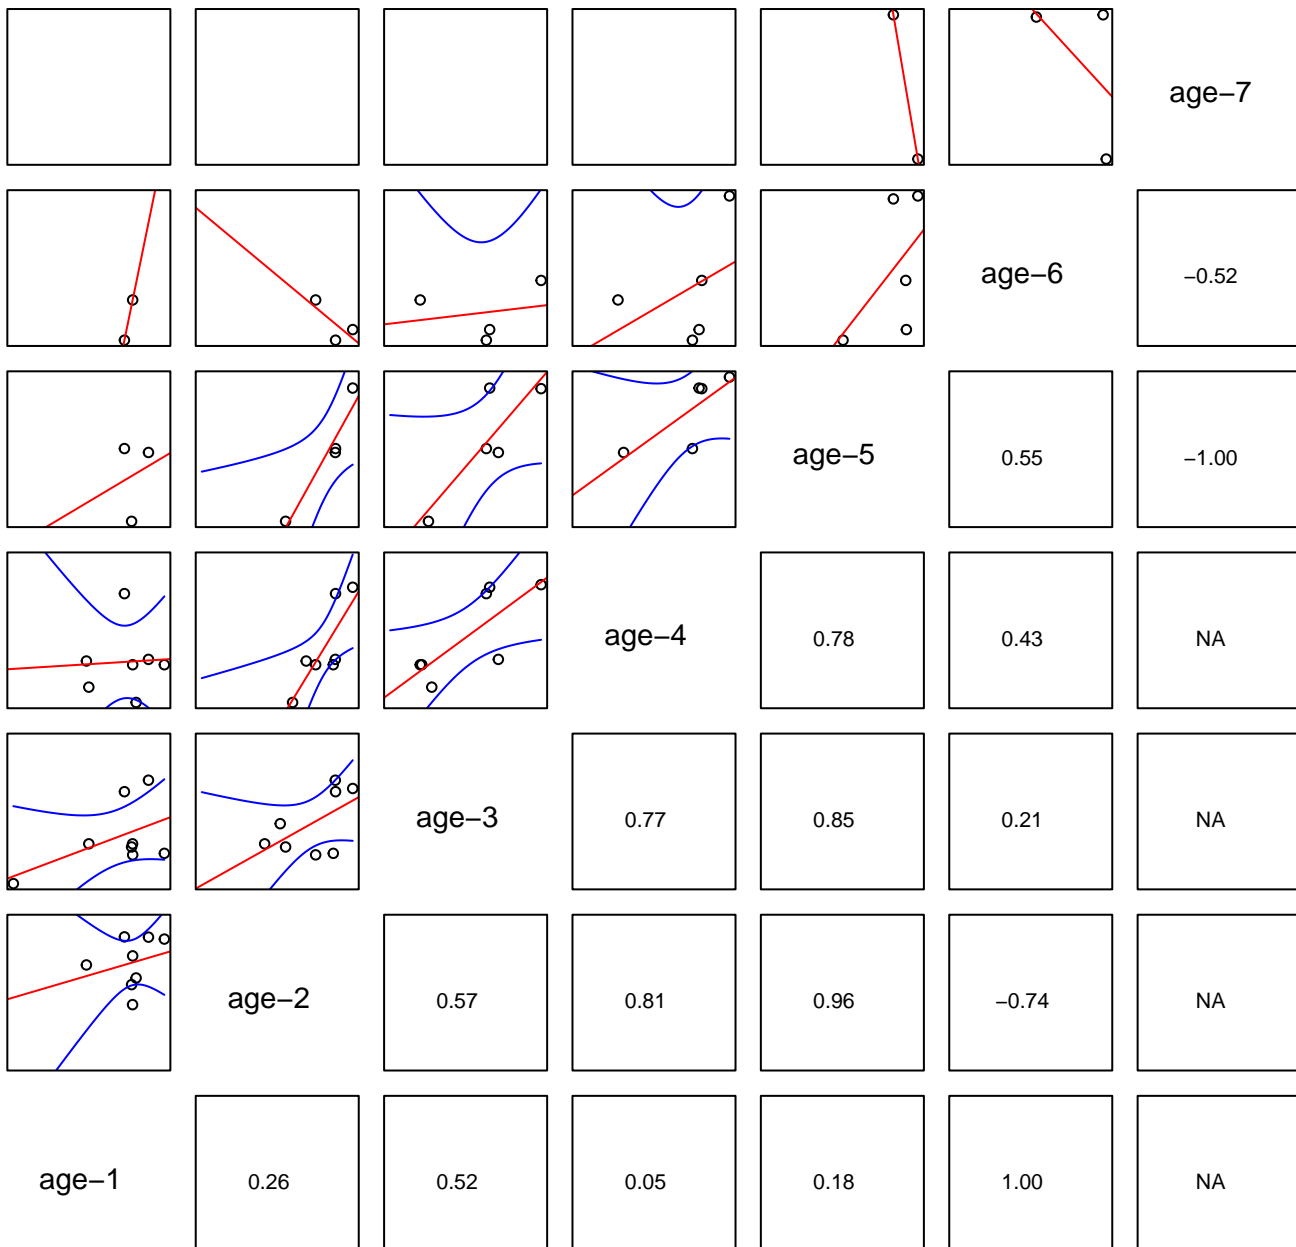 age−7
age−6 −0.52
age−5 0.55 −1.00
age−4 0.78 0.43 NA
age−3 0.77 0.85 0.21 NA
age−2 0.57 0.81 0.96 −0.74 NA
age−1 0.26 0.52 0.05 0.18 1.00 NA